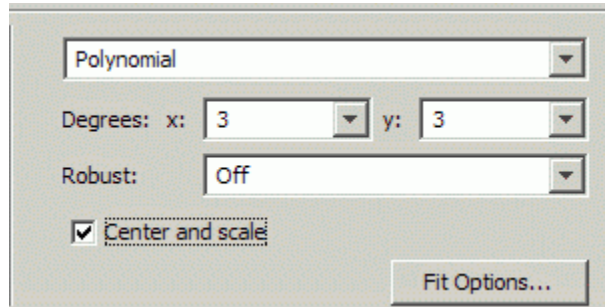 Polynomial
Degrees: x: 3 y: 3
Robust: Off
Center and scale
Fit Options...